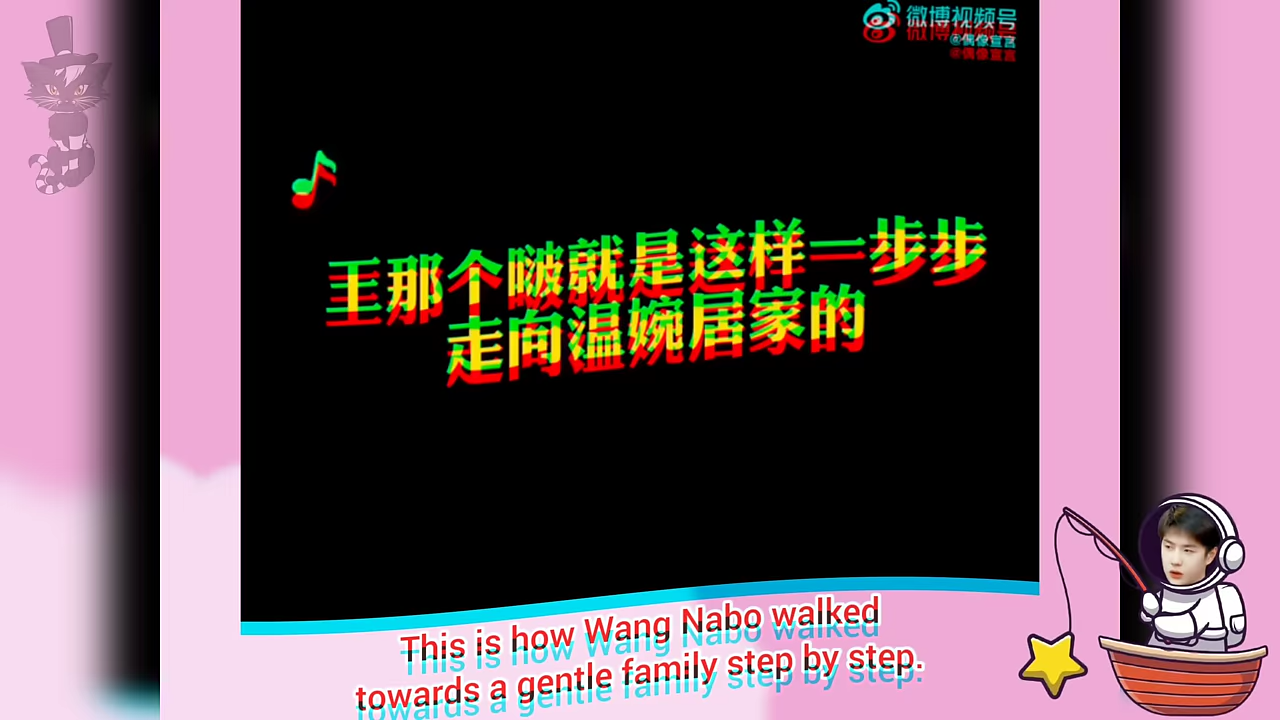 微博视频号
@偶像宣言
王那个啵就是这样一步步
走向温婉居家的
This is how Wang Nabo walked
towards a gentle family step by step.